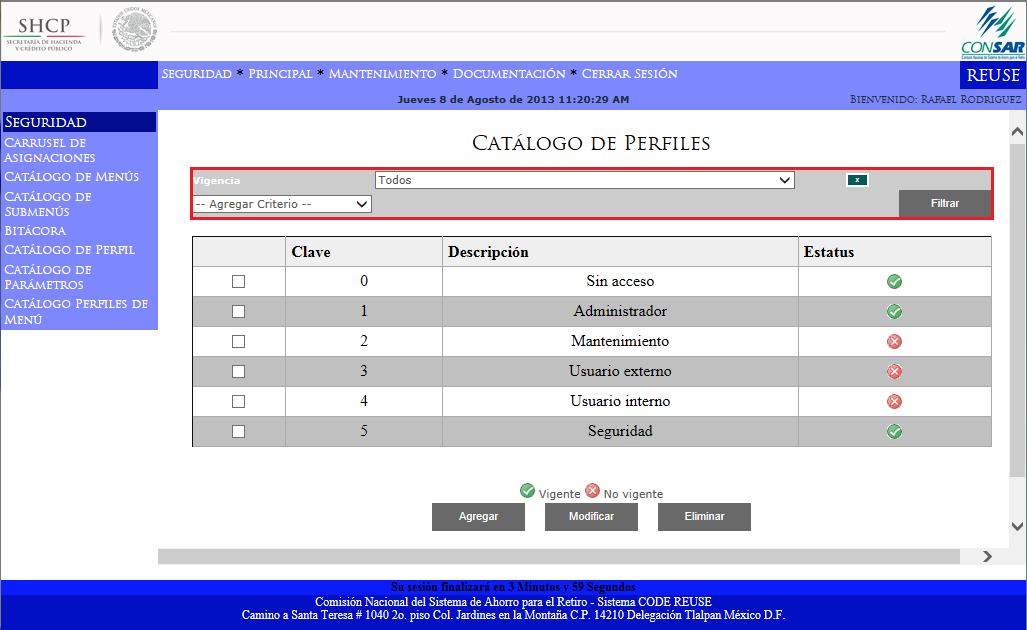 SHCP
SECRETARÍA DE HACIENDA
Y CRÉDITO PÚBLICO
ESTADOS UNIDOS MEXICANOS
CONSAR
REUSE
SEGURIDAD * PRINCIPAL * MANTENIMIENTO * DOCUMENTACIÓN * CERRAR SESIÓN
Jueves 8 de Agosto de 2013 11:20:29 AM
BIENVENIDO: RAFAEL RODRIGUEZ
SEGURIDAD
CARRUSEL DE
ASIGNACIONES
CATÁLOGO DE MENÚS
CATÁLOGO DE
SUBMENÚS
BITÁCORA
CATÁLOGO DE PERFIL
CATÁLOGO DE
PARÁMETROS
CATÁLOGO PERFILES DE
MENÚ
CATÁLOGO DE PERFILES
Vigencia Todos x
-- Agregar Criterio -- Filtrar
Clave Descripción Estatus
0 Sin acceso
1 Administrador
2 Mantenimiento
3 Usuario externo
4 Usuario interno
5 Seguridad
Vigente No vigente
Agregar Modificar Eliminar
Su sesión finalizará en 3 Minutos y 59 Segundos
Comisión Nacional del Sistema de Ahorro para el Retiro - Sistema CODE REUSE
Camino a Santa Teresa # 1040 2o. piso Col. Jardines en la Montaña C.P. 14210 Delegación Tlalpan México D.F.